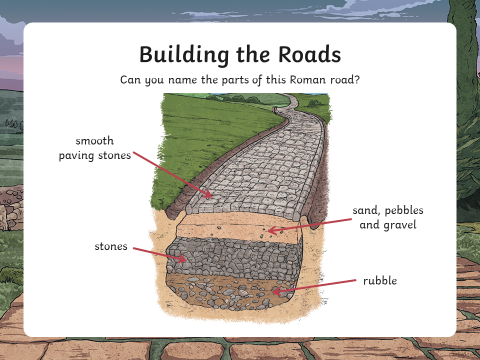 Building the Roads
Can you name the parts of this Roman road?
smooth
paving stones
sand, pebbles
and gravel
stones
rubble